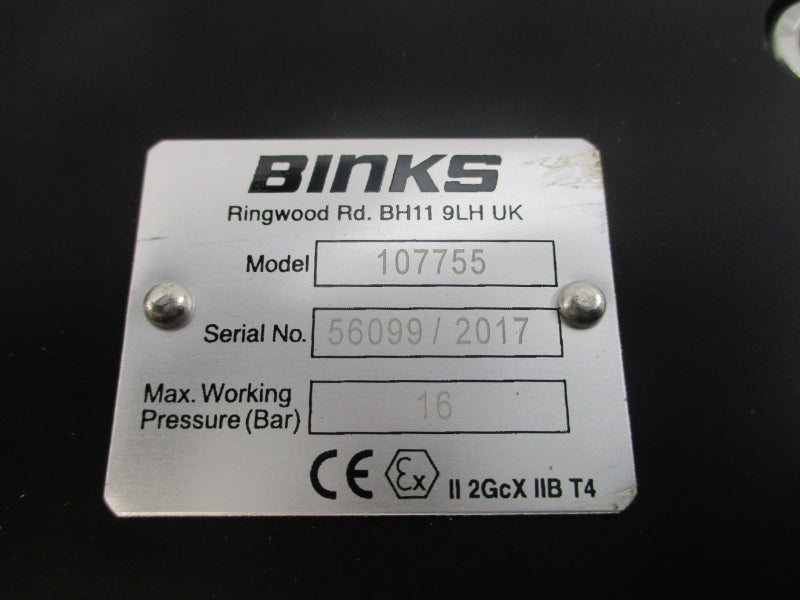 BINKS
Ringwood Rd. BH11 9LH UK
Model 107755
Serial No. 56099 / 2017
Max. Working
Pressure (Bar) 16
CE Ex II 2GcX IIB T4